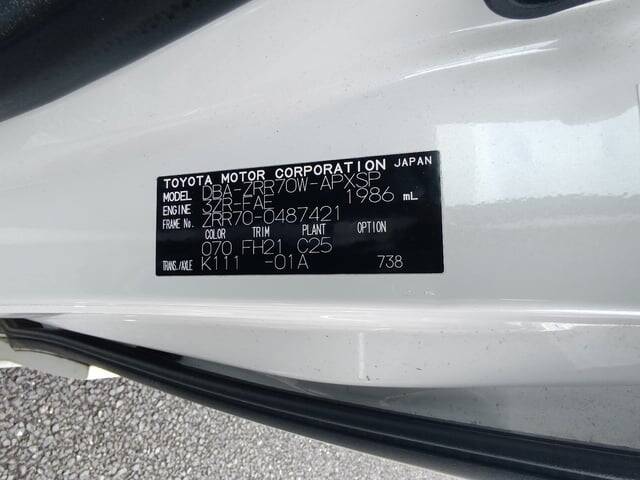 TOYOTA MOTOR CORPORATION JAPAN
MODEL DBA-ZRR70W-APXSP
ENGINE 3ZR-FAE 1986 mL
FRAME No. ZRR70-0487421
COLOR TRIM PLANT OPTION
070 FH21 C25
TRANS./AXLE K111 -01A 738